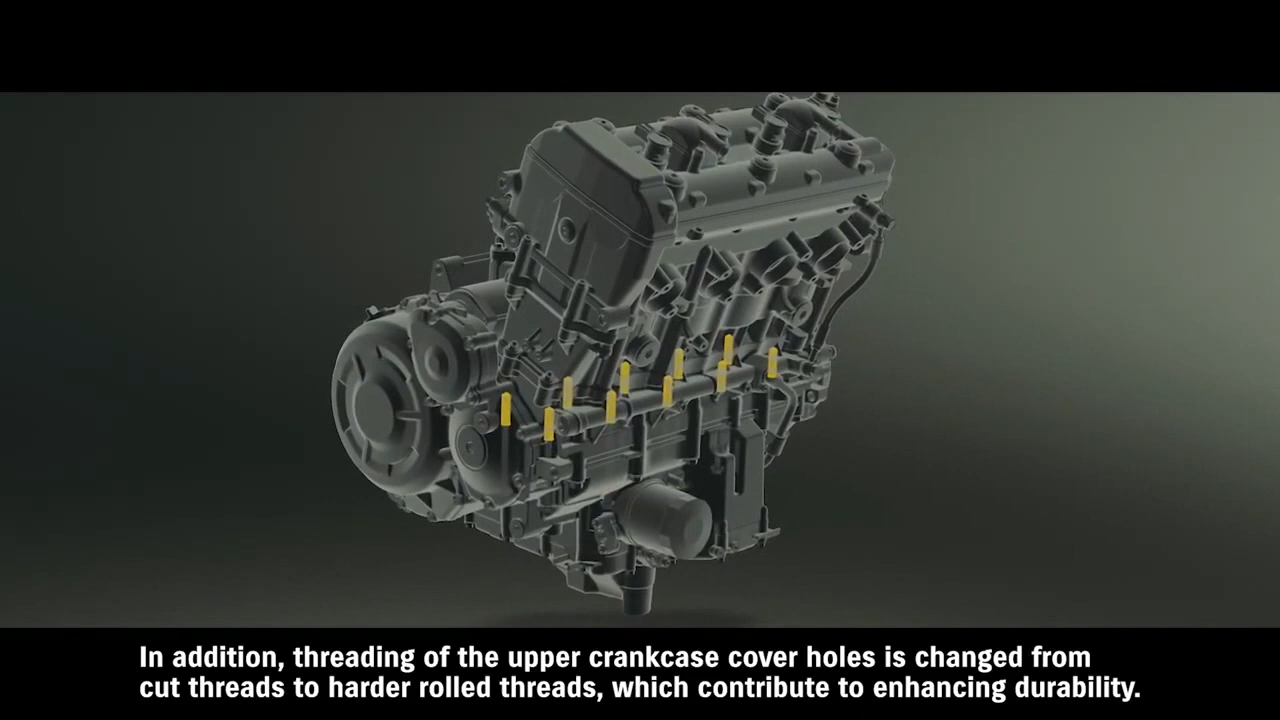 In addition, threading of the upper crankcase cover holes is changed from
cut threads to harder rolled threads, which contribute to enhancing durability.